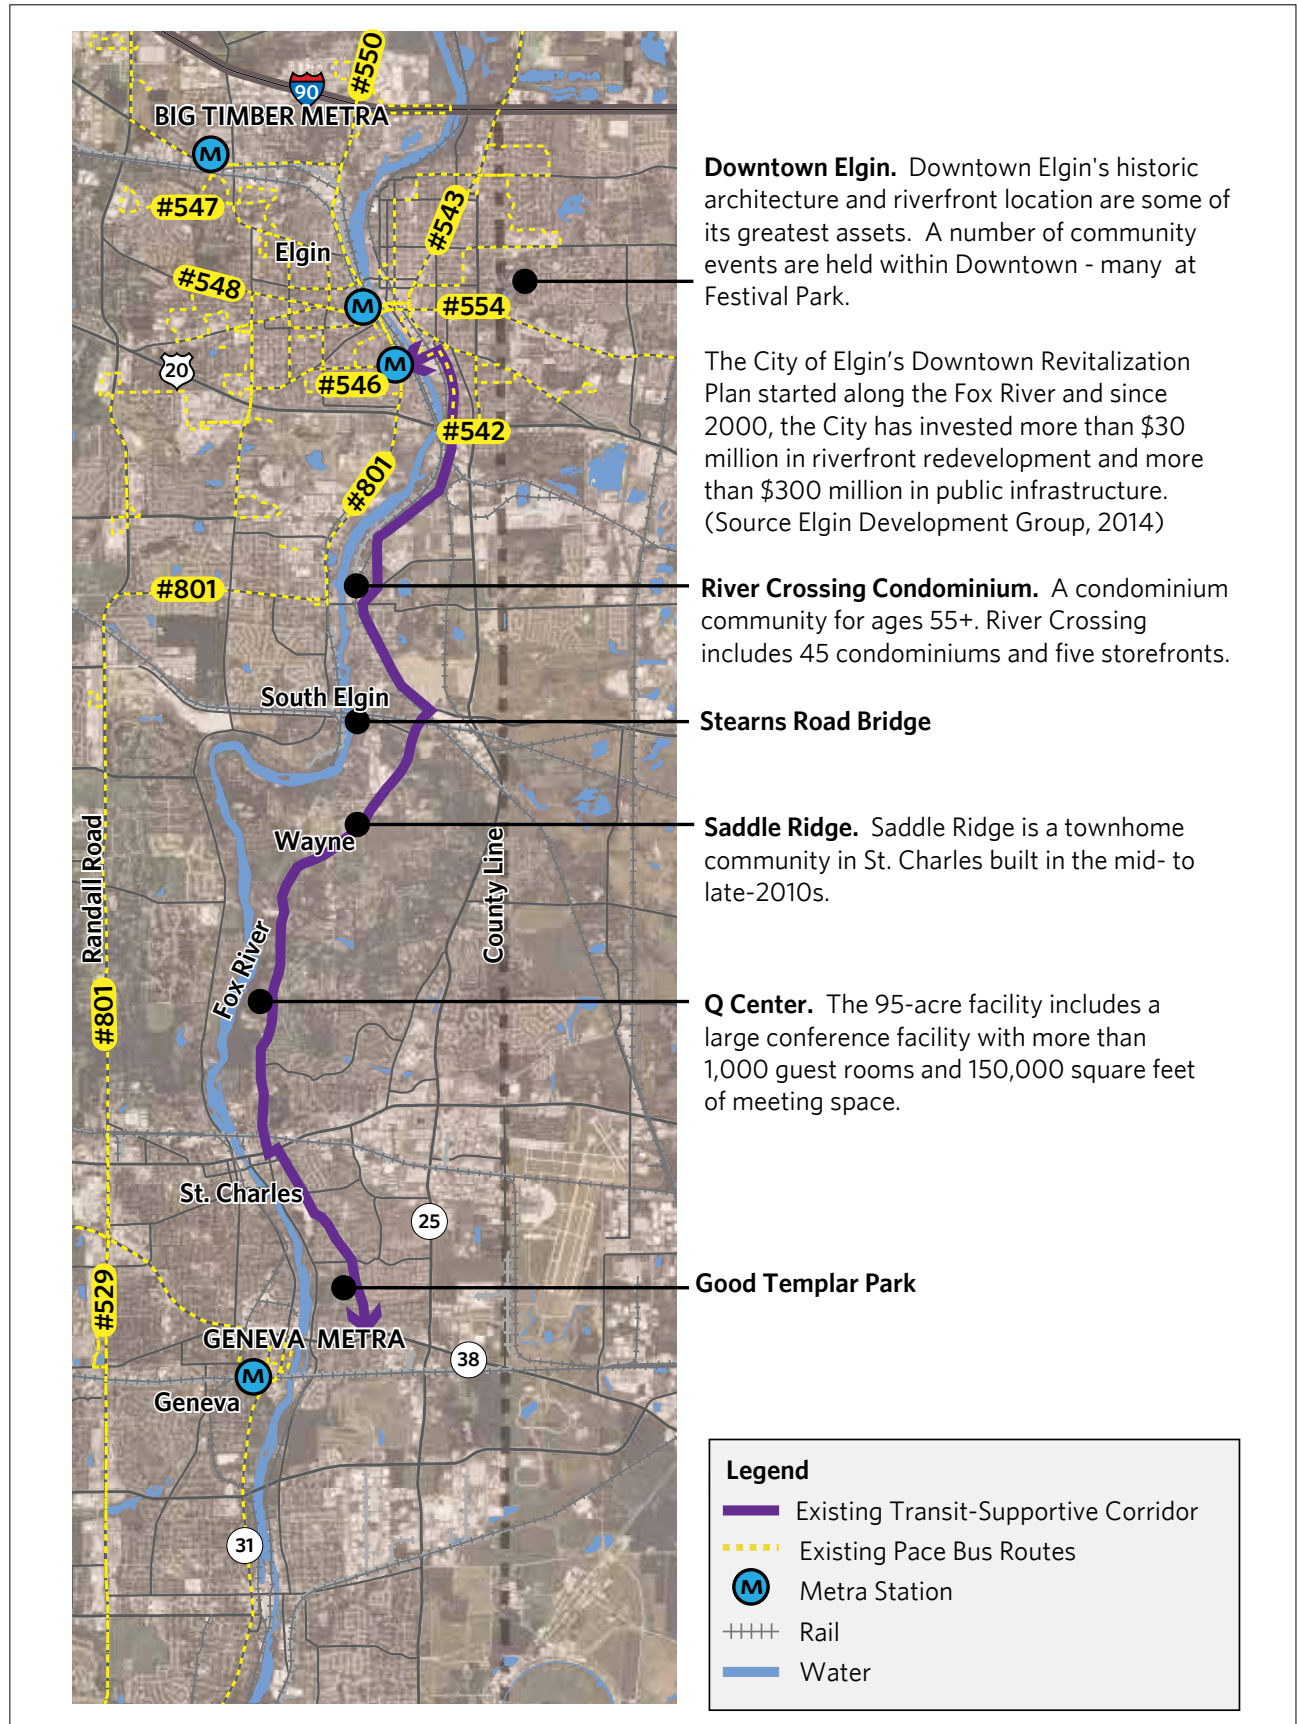 #550
90
BIG TIMBER METRA
M
#547
#543
Elgin
#548
M
#554
20
M
#546
#542
#801
#801
South Elgin
Wayne
Randall Road
County Line
Fox River
#801
St. Charles
25
#529
GENEVA METRA
38
M
Geneva
31
Downtown Elgin. Downtown Elgin's historic
architecture and riverfront location are some of
its greatest assets. A number of community
events are held within Downtown - many at
Festival Park.
The City of Elgin's Downtown Revitalization
Plan started along the Fox River and since
2000, the City has invested more than $30
million in riverfront redevelopment and more
than $300 million in public infrastructure.
(Source Elgin Development Group, 2014)
River Crossing Condominium. A condominium
community for ages 55+. River Crossing
includes 45 condominiums and five storefronts.
Stearns Road Bridge
Saddle Ridge. Saddle Ridge is a townhome
community in St. Charles built in the mid- to
late-2010s.
Q Center. The 95-acre facility includes a
large conference facility with more than
1,000 guest rooms and 150,000 square feet
of meeting space.
Good Templar Park
Legend
Existing Transit-Supportive Corridor
Existing Pace Bus Routes
M Metra Station
Rail
Water